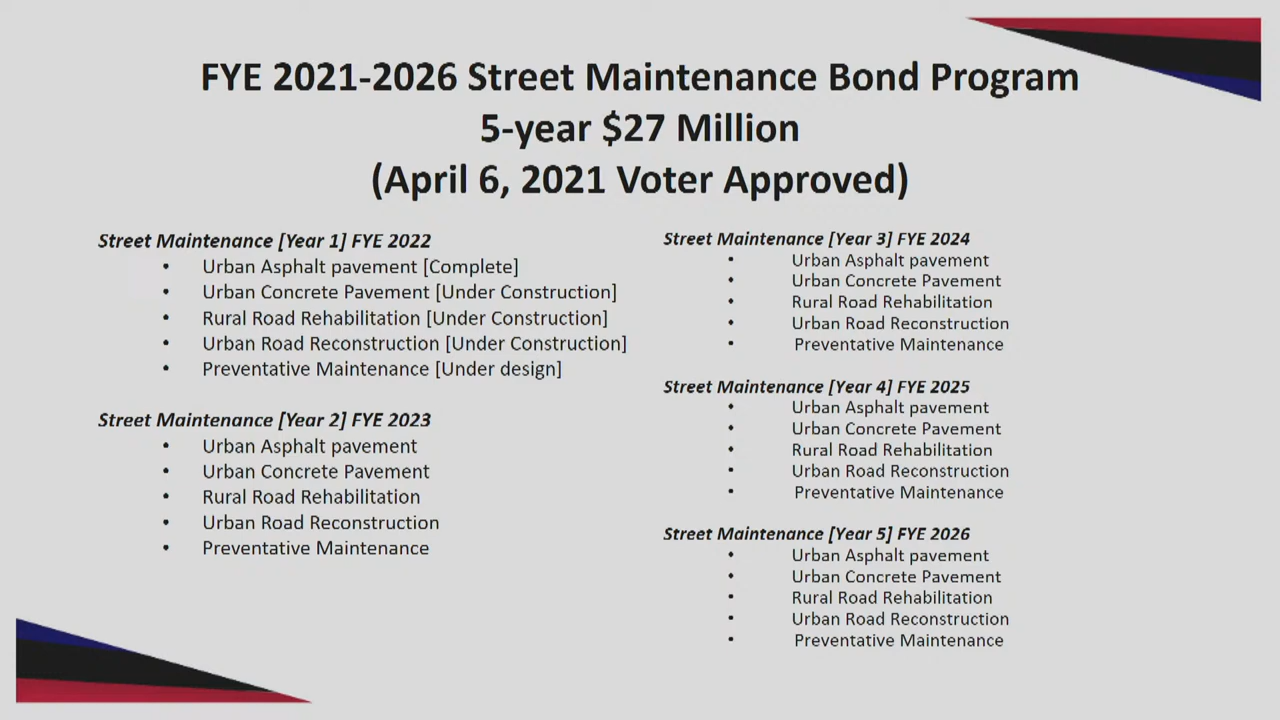 FYE 2021-2026 Street Maintenance Bond Program
5-year $27 Million
(April 6, 2021 Voter Approved)
Street Maintenance [Year 1] FYE 2022
• Urban Asphalt pavement [Complete]
• Urban Concrete Pavement [Under Construction]
• Rural Road Rehabilitation [Under Construction]
• Urban Road Reconstruction [Under Construction]
• Preventative Maintenance [Under design]
Street Maintenance [Year 2] FYE 2023
• Urban Asphalt pavement
• Urban Concrete Pavement
• Rural Road Rehabilitation
• Urban Road Reconstruction
• Preventative Maintenance
Street Maintenance [Year 3] FYE 2024
• Urban Asphalt pavement
• Urban Concrete Pavement
• Rural Road Rehabilitation
• Urban Road Reconstruction
• Preventative Maintenance
Street Maintenance [Year 4] FYE 2025
• Urban Asphalt pavement
• Urban Concrete Pavement
• Rural Road Rehabilitation
• Urban Road Reconstruction
• Preventative Maintenance
Street Maintenance [Year 5] FYE 2026
• Urban Asphalt pavement
• Urban Concrete Pavement
• Rural Road Rehabilitation
• Urban Road Reconstruction
• Preventative Maintenance